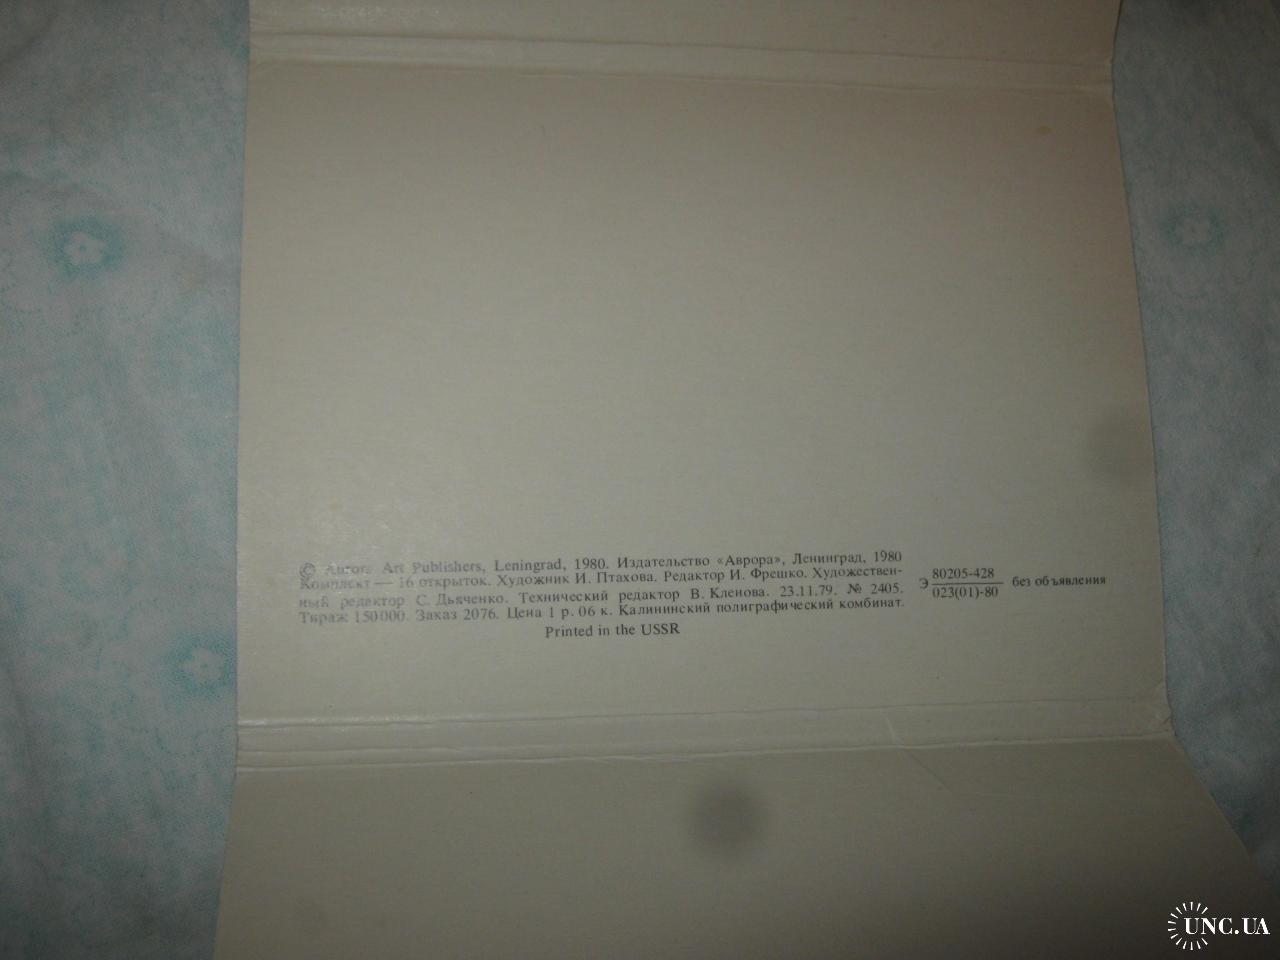 © Aurora Art Publishers, Leningrad, 1980. Издательство «Аврора», Ленинград, 1980
Комплект — 16 открыток. Художник И. Птахова. Редактор И. Фрешко. Художествен-
ный редактор С. Дьяченко. Технический редактор В. Кленова. 23.11.79. № 2405.
Тираж 150000. Заказ 2076. Цена 1 р. 06 к. Калининский полиграфический комбинат.
Printed in the USSR
Э 80205-428
023(01)-80
без объявления
UNC.UA